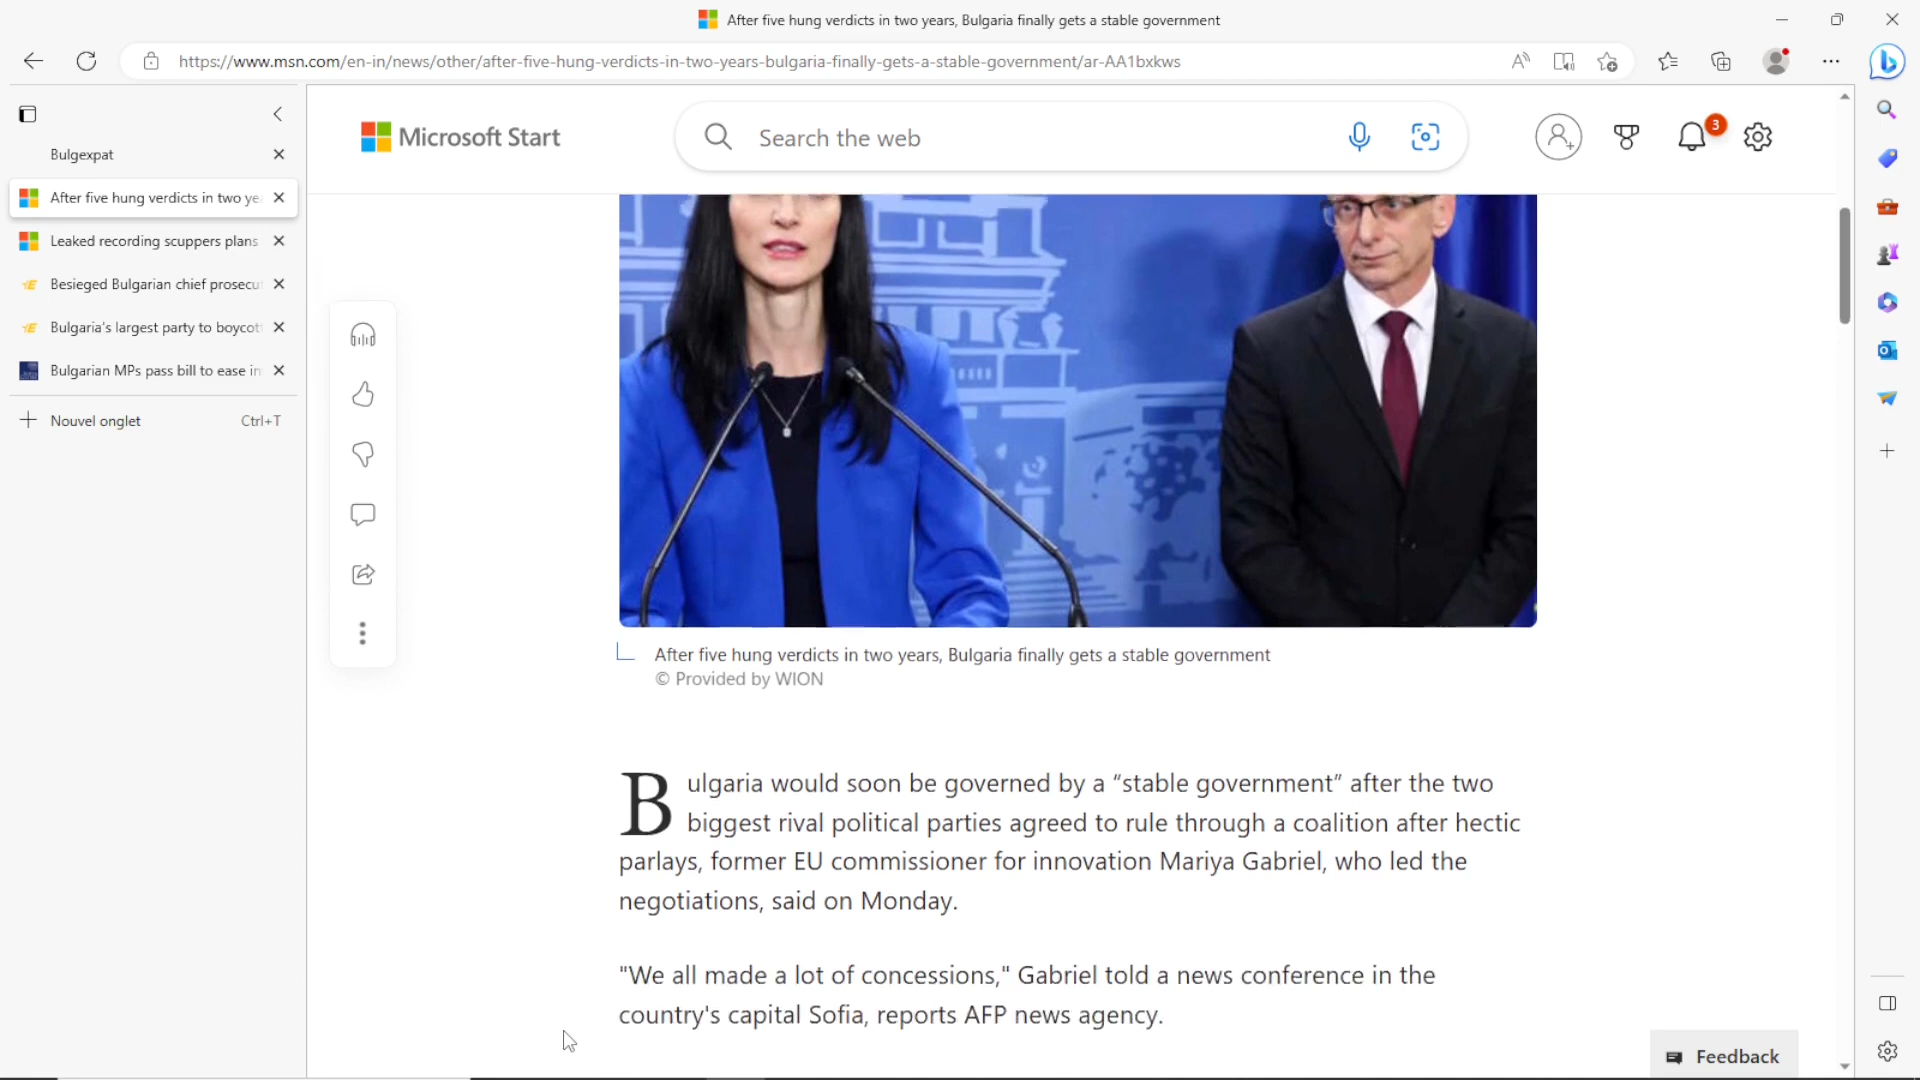 After five hung verdicts in two years, Bulgaria finally gets a stable government
https://www.msn.com/en-in/news/other/after-five-hung-verdicts-in-two-years-bulgaria-finally-gets-a-stable-government/ar-AA1bxkws
Bulgexpat
After five hung verdicts in two ye
Leaked recording scuppers plans
Besieged Bulgarian chief prosecu
Bulgaria's largest party to boycot
Bulgarian MPs pass bill to ease in
Nouvel onglet Ctrl+T
Microsoft Start
Search the web
3
After five hung verdicts in two years, Bulgaria finally gets a stable government
© Provided by WION
Bulgaria would soon be governed by a “stable government” after the two
biggest rival political parties agreed to rule through a coalition after hectic
parlays, former EU commissioner for innovation Mariya Gabriel, who led the
negotiations, said on Monday.
"We all made a lot of concessions," Gabriel told a news conference in the
country's capital Sofia, reports AFP news agency.
Feedback